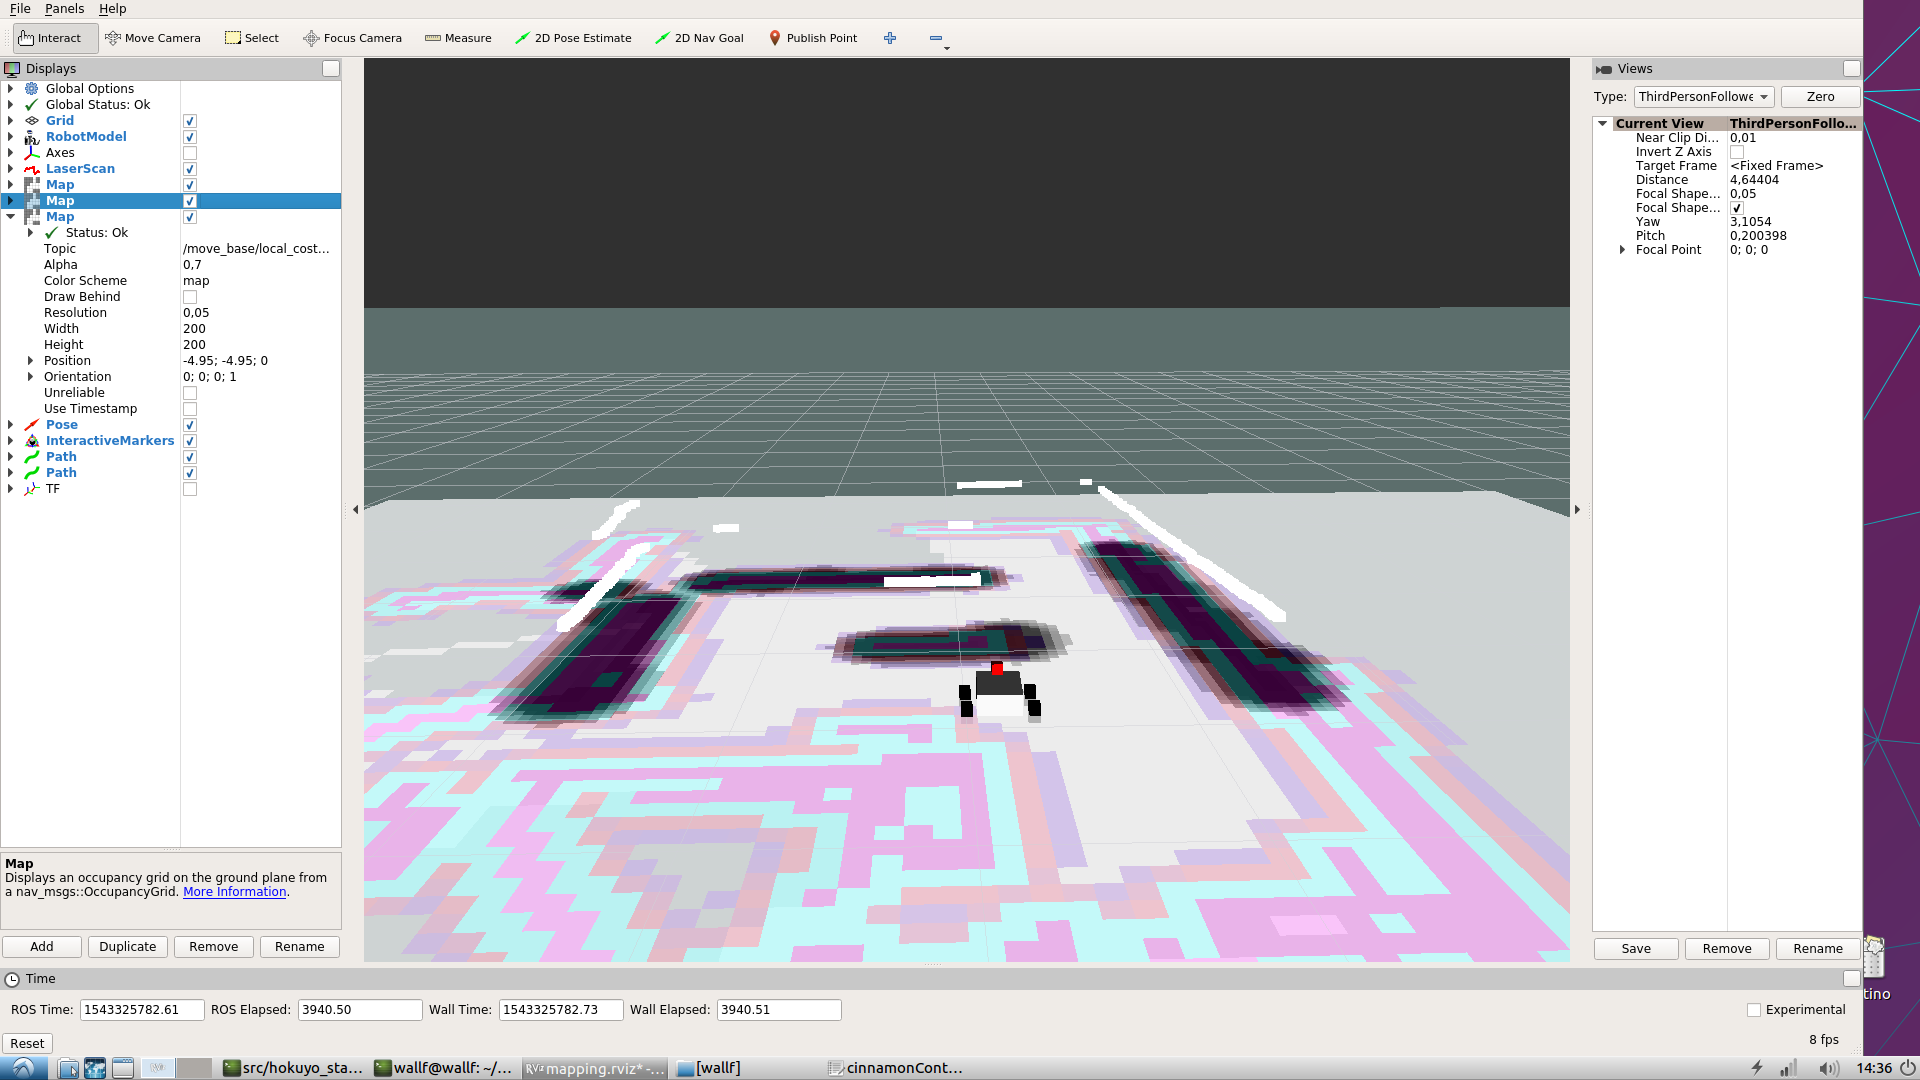 File Panels Help
Interact Move Camera Select Focus Camera Measure 2D Pose Estimate 2D Nav Goal Publish Point
Displays
Global Options
Global Status: Ok
Grid
RobotModel
Axes
LaserScan
Map
Map
Map
Status: Ok
Topic /move_base/local_cost...
Alpha 0,7
Color Scheme map
Draw Behind
Resolution 0,05
Width 200
Height 200
Position -4.95; -4.95; 0
Orientation 0; 0; 0; 1
Unreliable
Use Timestamp
Pose
InteractiveMarkers
Path
Path
TF
Map
Displays an occupancy grid on the ground plane from
a nav_msgs::OccupancyGrid. More Information.
Add Duplicate Remove Rename
Views
Type: ThirdPersonFollowe Zero
Current View ThirdPersonFollo...
Near Clip Di... 0,01
Invert Z Axis
Target Frame <Fixed Frame>
Distance 4,64404
Focal Shape... 0,05
Focal Shape...
Yaw 3,1054
Pitch 0,200398
Focal Point 0; 0; 0
Save Remove Rename
tino
Time
ROS Time: 1543325782.61 ROS Elapsed: 3940.50 Wall Time: 1543325782.73 Wall Elapsed: 3940.51 Experimental
Reset 8 fps
src/hokuyo_sta... wallf@wallf: ~/... RViz mapping.rviz* -... [wallf] cinnamonCont... 14:36